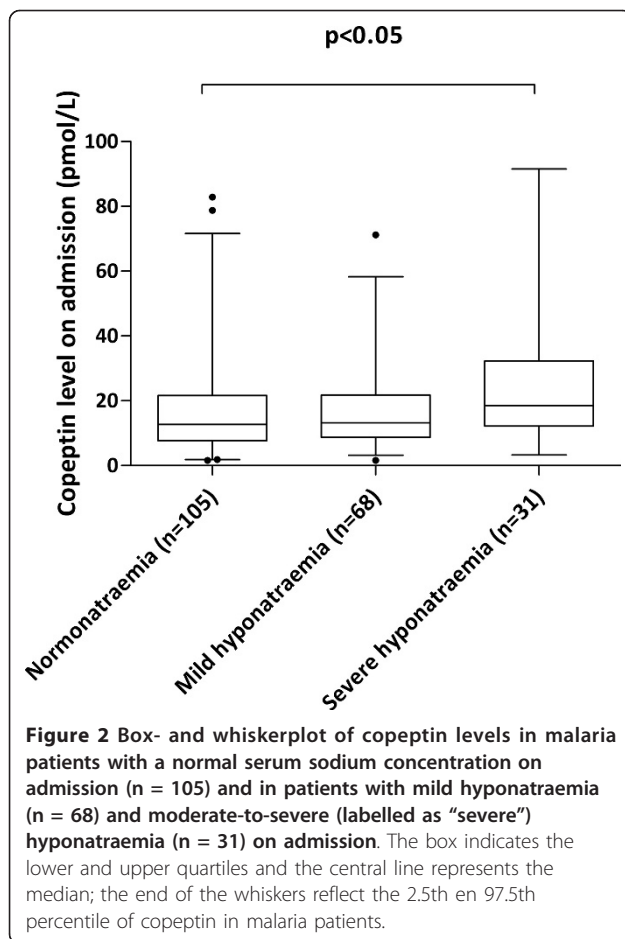 p<0.05
Copeptin level on admission (pmol/L)
100
80
60
40
20
0
Normonatraemia (n=105)
Mild hyponatraemia (n=68)
Severe hyponatraemia (n=31)
Figure 2 Box- and whiskerplot of copeptin levels in malaria
patients with a normal serum sodium concentration on
admission (n = 105) and in patients with mild hyponatraemia
(n = 68) and moderate-to-severe (labelled as “severe”)
hyponatraemia (n = 31) on admission. The box indicates the
lower and upper quartiles and the central line represents the
median; the end of the whiskers reflect the 2.5th en 97.5th
percentile of copeptin in malaria patients.